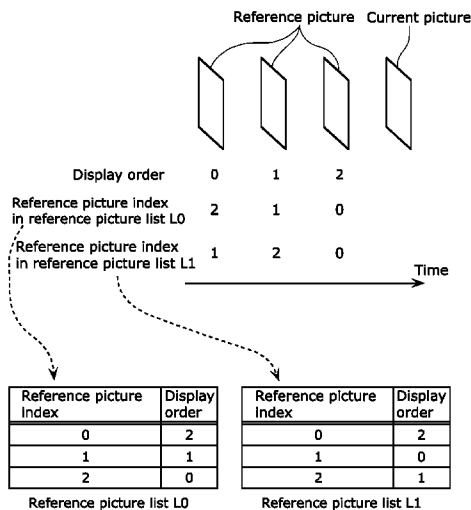 Reference picture Current picture
Display order 0 1 2
Reference picture index
in reference picture list L0 2 1 0
Reference picture index
in reference picture list L1 1 2 0
Time
Reference picture index Display order
0 2
1 1
2 0
Reference picture list L0
Reference picture index Display order
0 2
1 0
2 1
Reference picture list L1